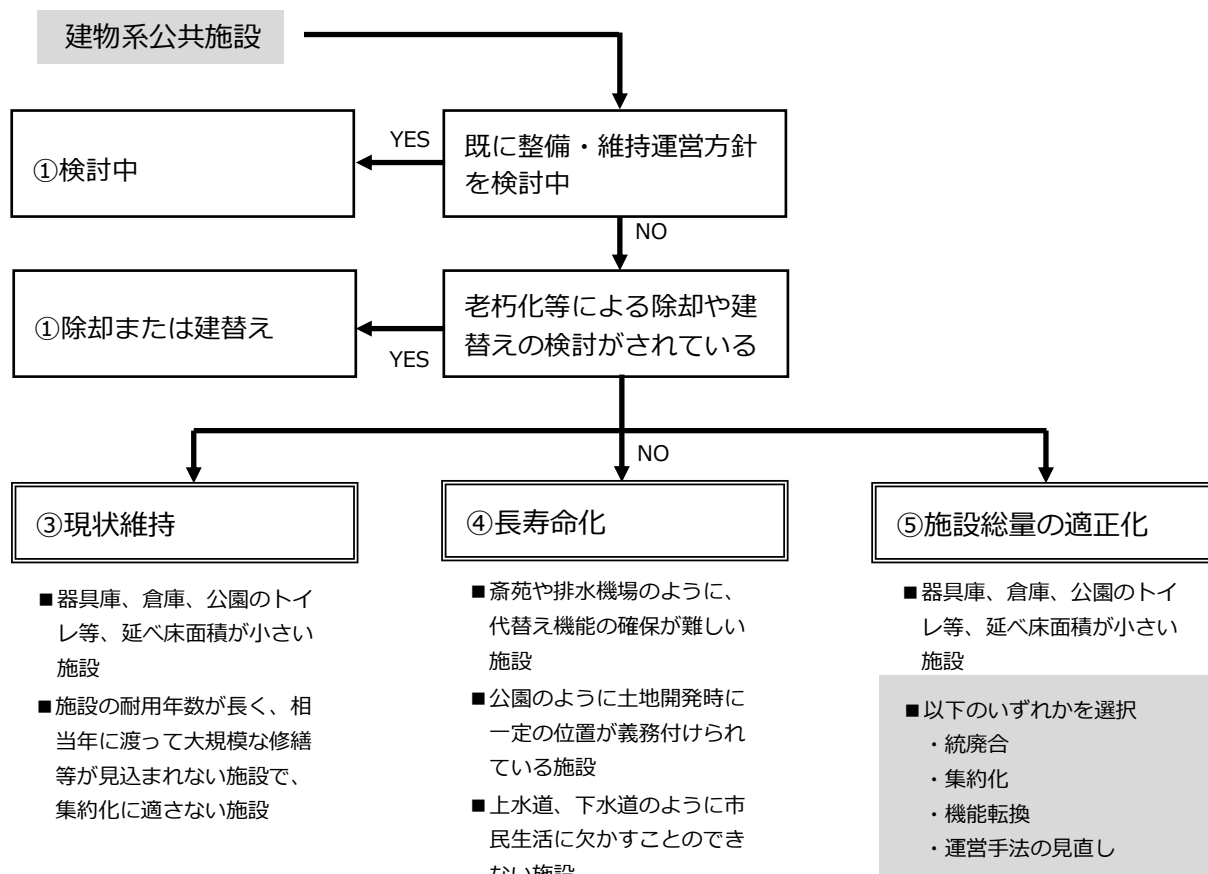 建物系公共施設
YES
既に整備・維持運営方針
を検討中
①検討中
NO
老朽化等による除却や建
替えの検討がされている
①除却または建替え
YES
NO
③現状維持
■器具庫、倉庫、公園のトイ
レ等、延べ床面積が小さい
施設
■施設の耐用年数が長く、相
当年に渡って大規模な修繕
等が見込まれない施設で、
集約化に適さない施設
④長寿命化
■斎苑や排水機場のように、
代替え機能の確保が難しい
施設
■公園のように土地開発時に
一定の位置が義務付けられ
ている施設
■上水道、下水道のように市
民生活に欠かすことのでき
ない施設
⑤施設総量の適正化
■器具庫、倉庫、公園のトイ
レ等、延べ床面積が小さい
施設
■以下のいずれかを選択
・統廃合
・集約化
・機能転換
・運営手法の見直し